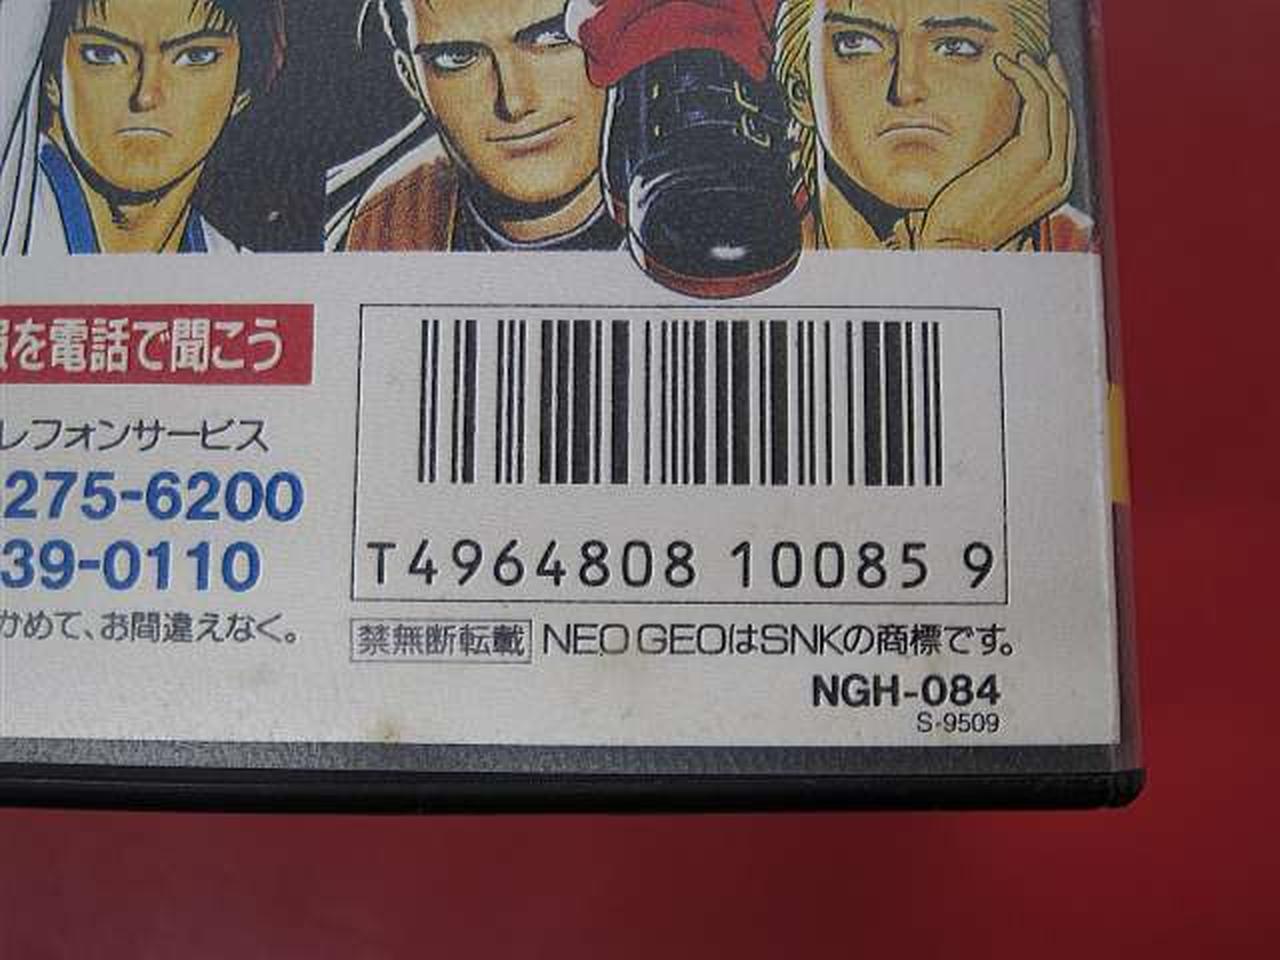 を電話で聞こう
レフォンサービス
275-6200
39-0110
かめて、お間違えなく。
T4964808 10085 9
禁無断転載 NEO GEOはSNKの商標です。
NGH-084
S-9509